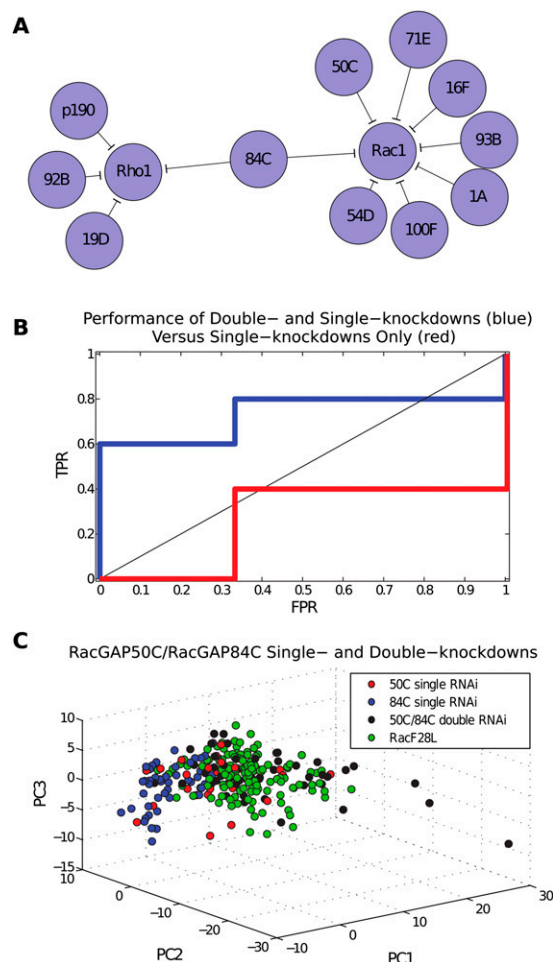 A
71E
50C
16F
p190
93B
84C
Rac1
Rho1
92B
1A
54D
100F
19D
B
Performance of Double− and Single−knockdowns (blue)
Versus Single−knockdowns Only (red)
1
0.8
0.6
0.4
0.2
0
TPR
0 0.1 0.2 0.3 0.4 0.5 0.6 0.7 0.8 0.9 1
FPR
C
RacGAP50C/RacGAP84C Single− and Double−knockdowns
50C single RNAi
84C single RNAi
50C/84C double RNAi
RacF28L
10
5
0
−5
−10
−15
PC3
10
0
−10
−20
−30
PC2
−10
0
10
20
30
PC1